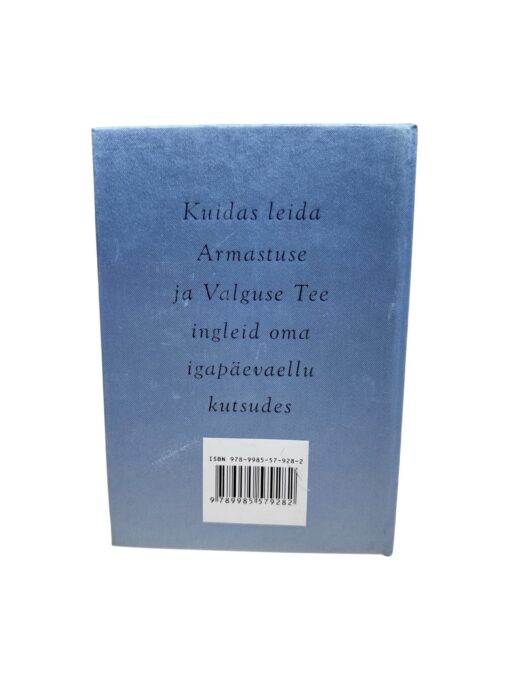 Kuidas leida
Armastuse
ja Valguse Tee
ingleid oma
igapäevaellu
kutsudes
ISBN 978-9985-57-928-2
9 789985 579282